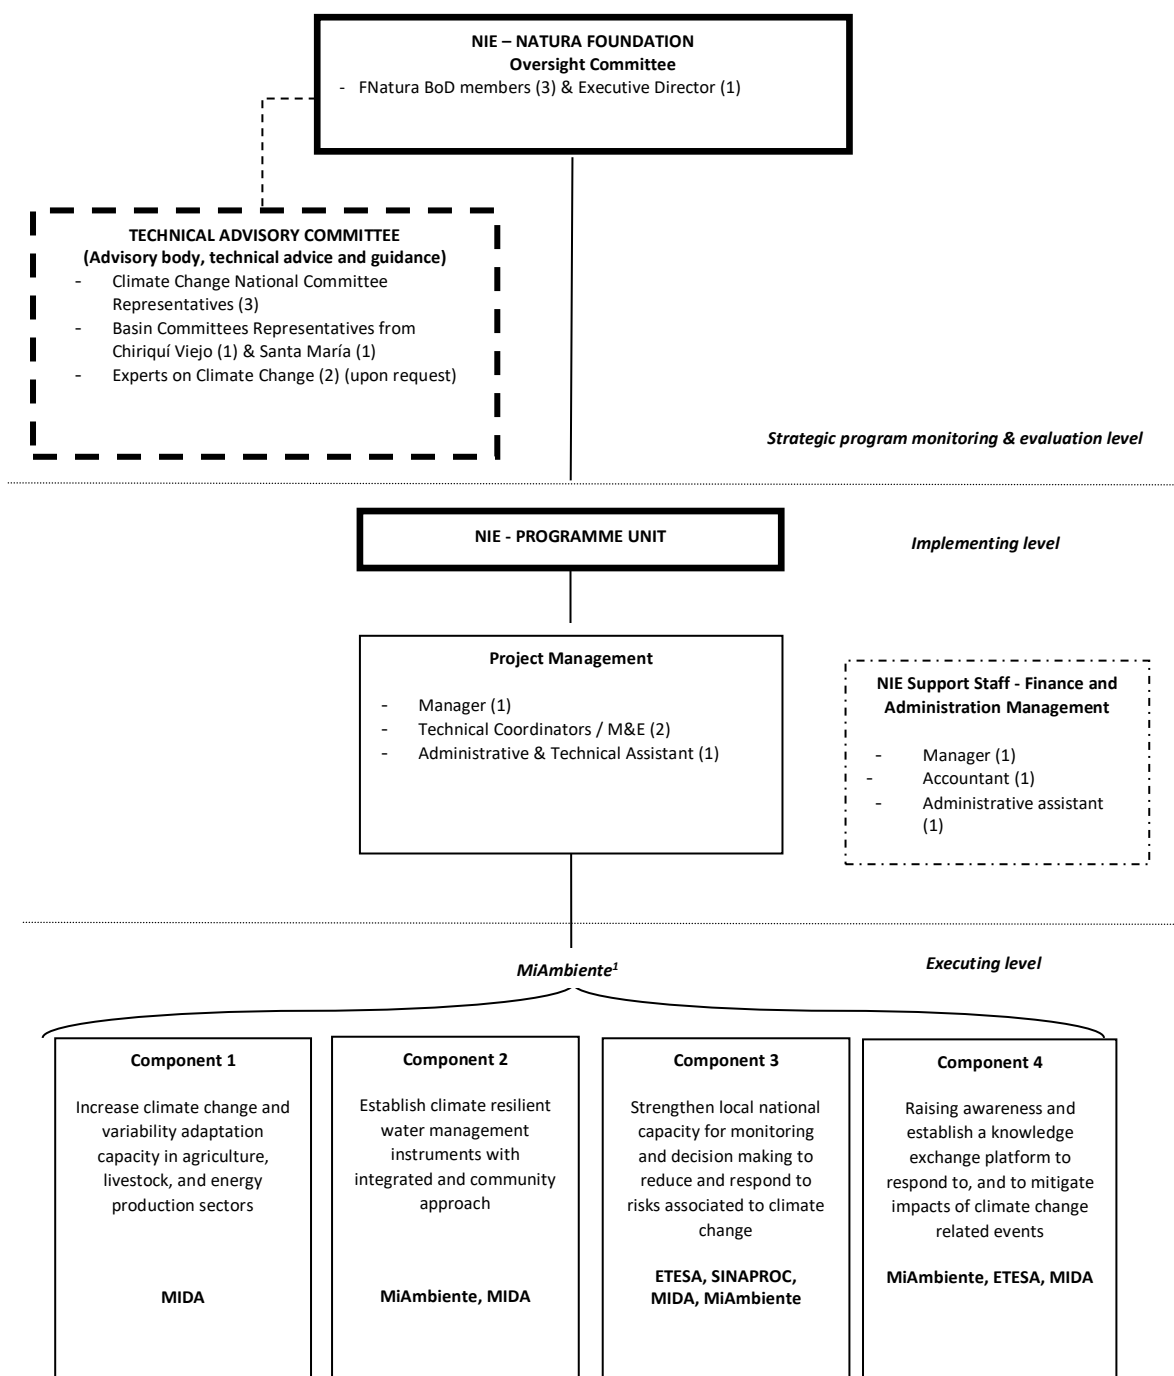 NIE – NATURA FOUNDATION
Oversight Committee
- FNatura BoD members (3) & Executive Director (1)
TECHNICAL ADVISORY COMMITTEE
(Advisory body, technical advice and guidance)
- Climate Change National Committee
Representatives (3)
- Basin Committees Representatives from
Chiriquí Viejo (1) & Santa María (1)
- Experts on Climate Change (2) (upon request)
Strategic program monitoring & evaluation level
NIE - PROGRAMME UNIT
Implementing level
Project Management
- Manager (1)
- Technical Coordinators / M&E (2)
- Administrative & Technical Assistant (1)
NIE Support Staff - Finance and
Administration Management
- Manager (1)
- Accountant (1)
- Administrative assistant
(1)
MiAmbiente¹
Executing level
Component 1
Increase climate change and
variability adaptation
capacity in agriculture,
livestock, and energy
production sectors
MIDA
Component 2
Establish climate resilient
water management
instruments with
integrated and community
approach
MiAmbiente, MIDA
Component 3
Strengthen local national
capacity for monitoring
and decision making to
reduce and respond to
risks associated to climate
change
ETESA, SINAPROC,
MIDA, MiAmbiente
Component 4
Raising awareness and
establish a knowledge
exchange platform to
respond to, and to mitigate
impacts of climate change
related events
MiAmbiente, ETESA, MIDA